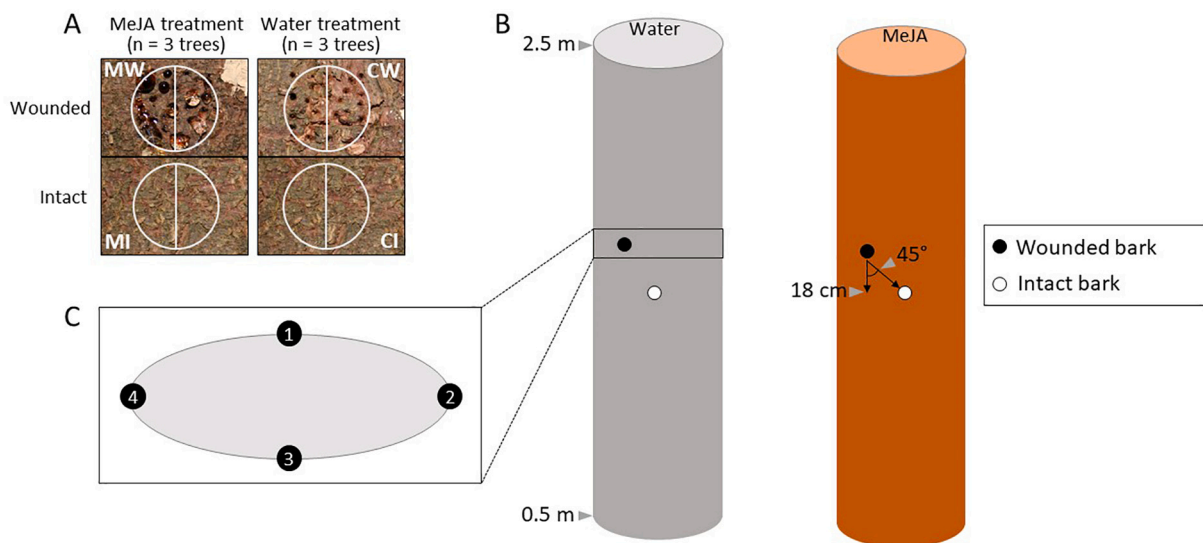 A
MeJA treatment
(n = 3 trees)
Water treatment
(n = 3 trees)
Wounded
MW
CW
Intact
MI
CI
B
Water
MeJA
2.5 m
45°
18 cm
0.5 m
Wounded bark
Intact bark
C
1
2
3
4